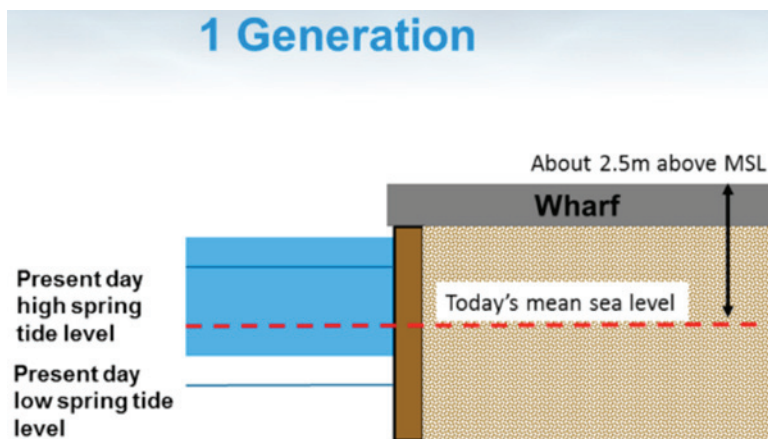 1 Generation
About 2.5m above MSL
Wharf
Present day
high spring
tide level
Today's mean sea level
Present day
low spring tide
level